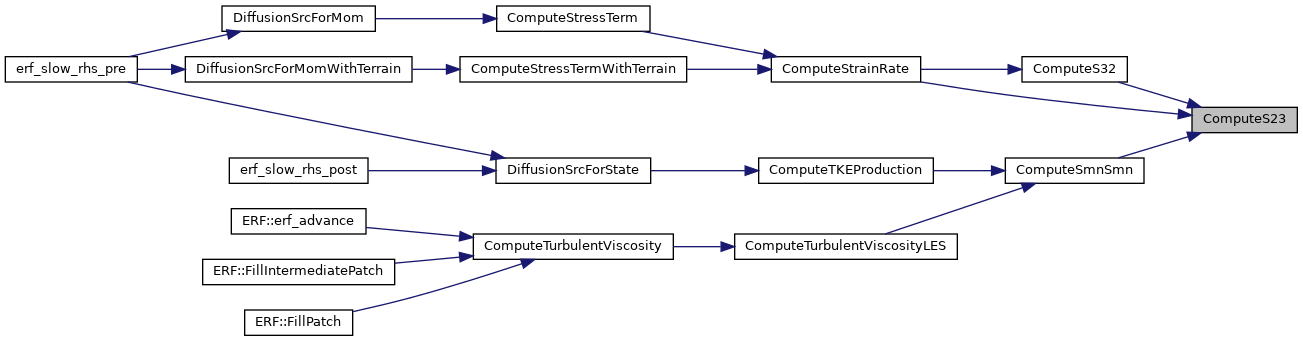 DiffusionSrcForMom
ComputeStressTerm
erf_slow_rhs_pre
DiffusionSrcForMomWithTerrain
ComputeStressTermWithTerrain
ComputeStrainRate
ComputeS32
ComputeS23
erf_slow_rhs_post
DiffusionSrcForState
ComputeTKEProduction
ComputeSmnSmn
ERF::erf_advance
ComputeTurbulentViscosity
ComputeTurbulentViscosityLES
ERF::FillIntermediatePatch
ERF::FillPatch